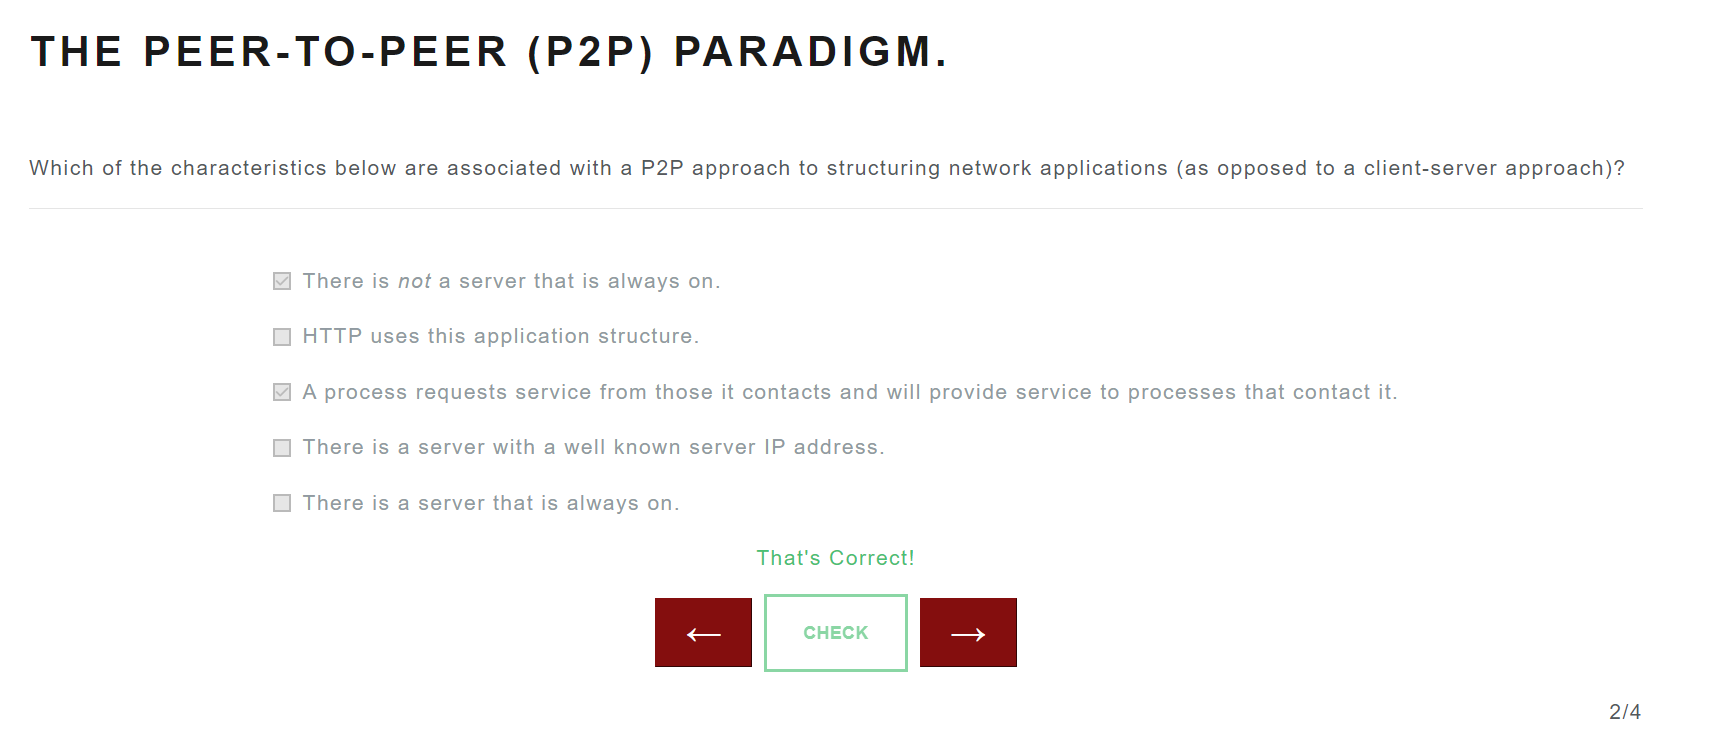 THE PEER-TO-PEER (P2P) PARADIGM.
Which of the characteristics below are associated with a P2P approach to structuring network applications (as opposed to a client-server approach)?
There is not a server that is always on.
HTTP uses this application structure.
A process requests service from those it contacts and will provide service to processes that contact it.
There is a server with a well known server IP address.
There is a server that is always on.
That's Correct!
CHECK
2/4